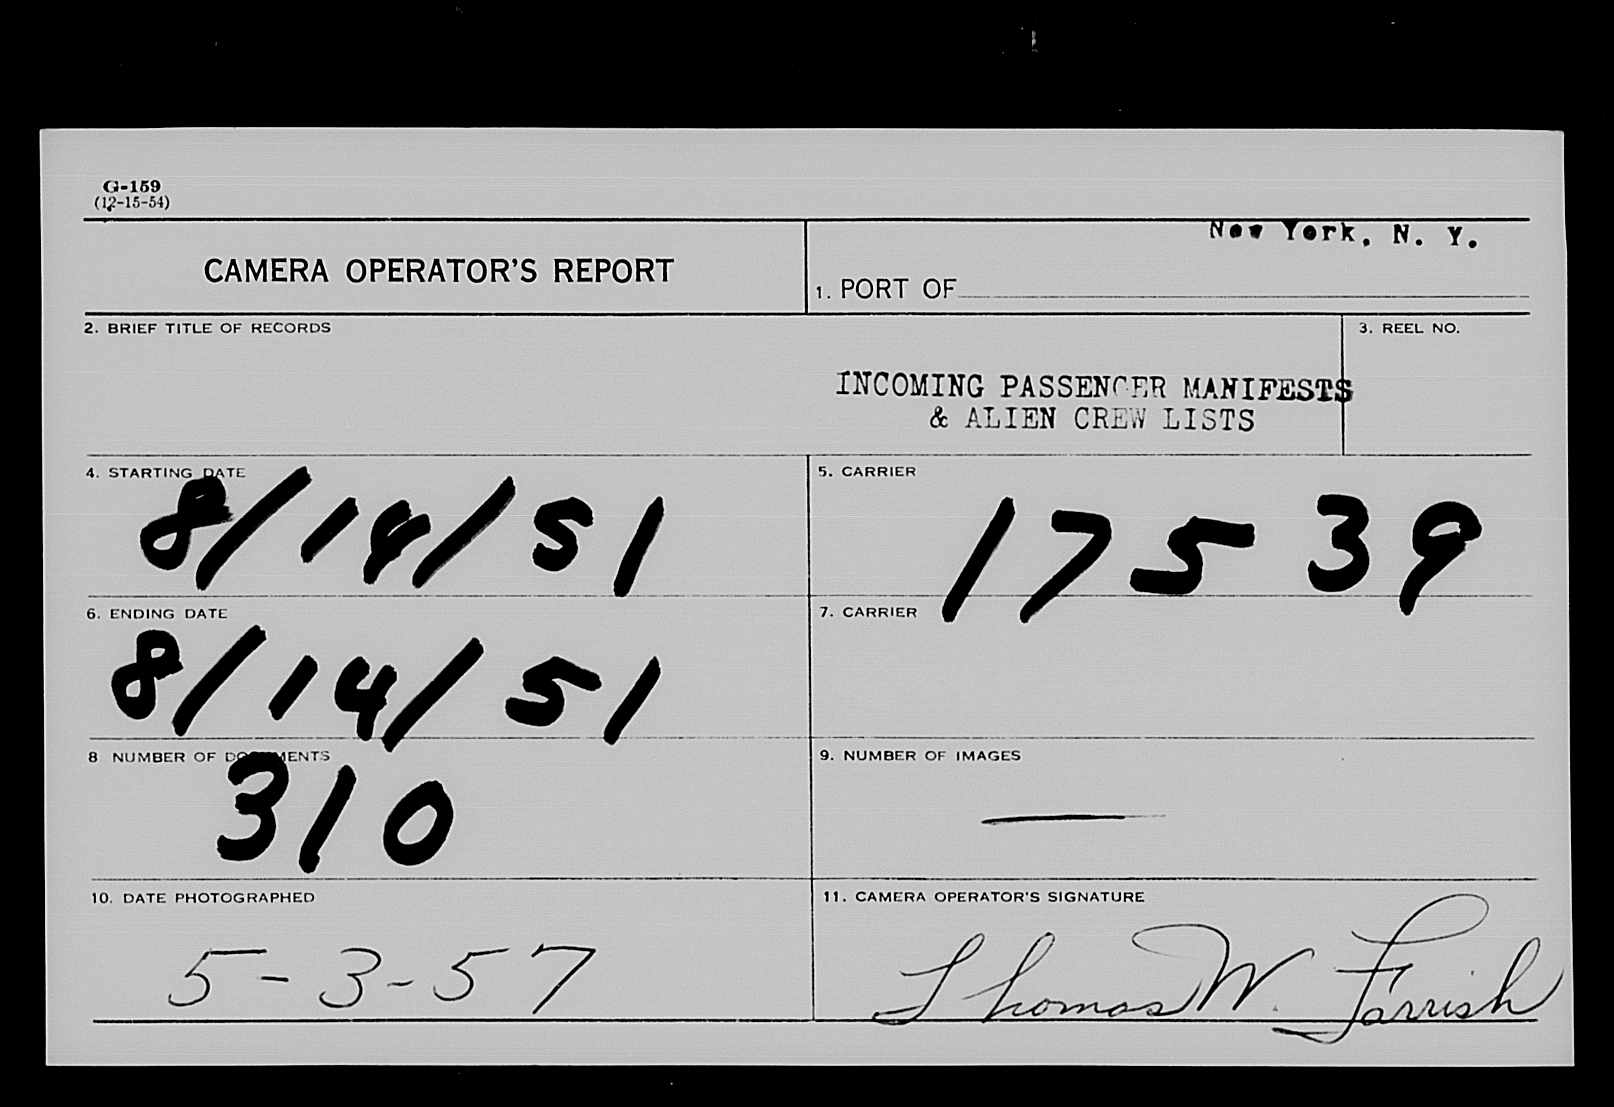 G-159
(12-15-54)
New York, N. Y.
CAMERA OPERATOR'S REPORT
1. PORT OF
2. BRIEF TITLE OF RECORDS
3. REEL NO.
INCOMING PASSENGER MANIFESTS
& ALIEN CREW LISTS
4. STARTING DATE
8/14/51
5. CARRIER
17539
6. ENDING DATE
8/14/51
7. CARRIER
8 NUMBER OF DOCUMENTS
310
9. NUMBER OF IMAGES
—
10. DATE PHOTOGRAPHED
5-3-57
11. CAMERA OPERATOR'S SIGNATURE
Thomas W. Farrish